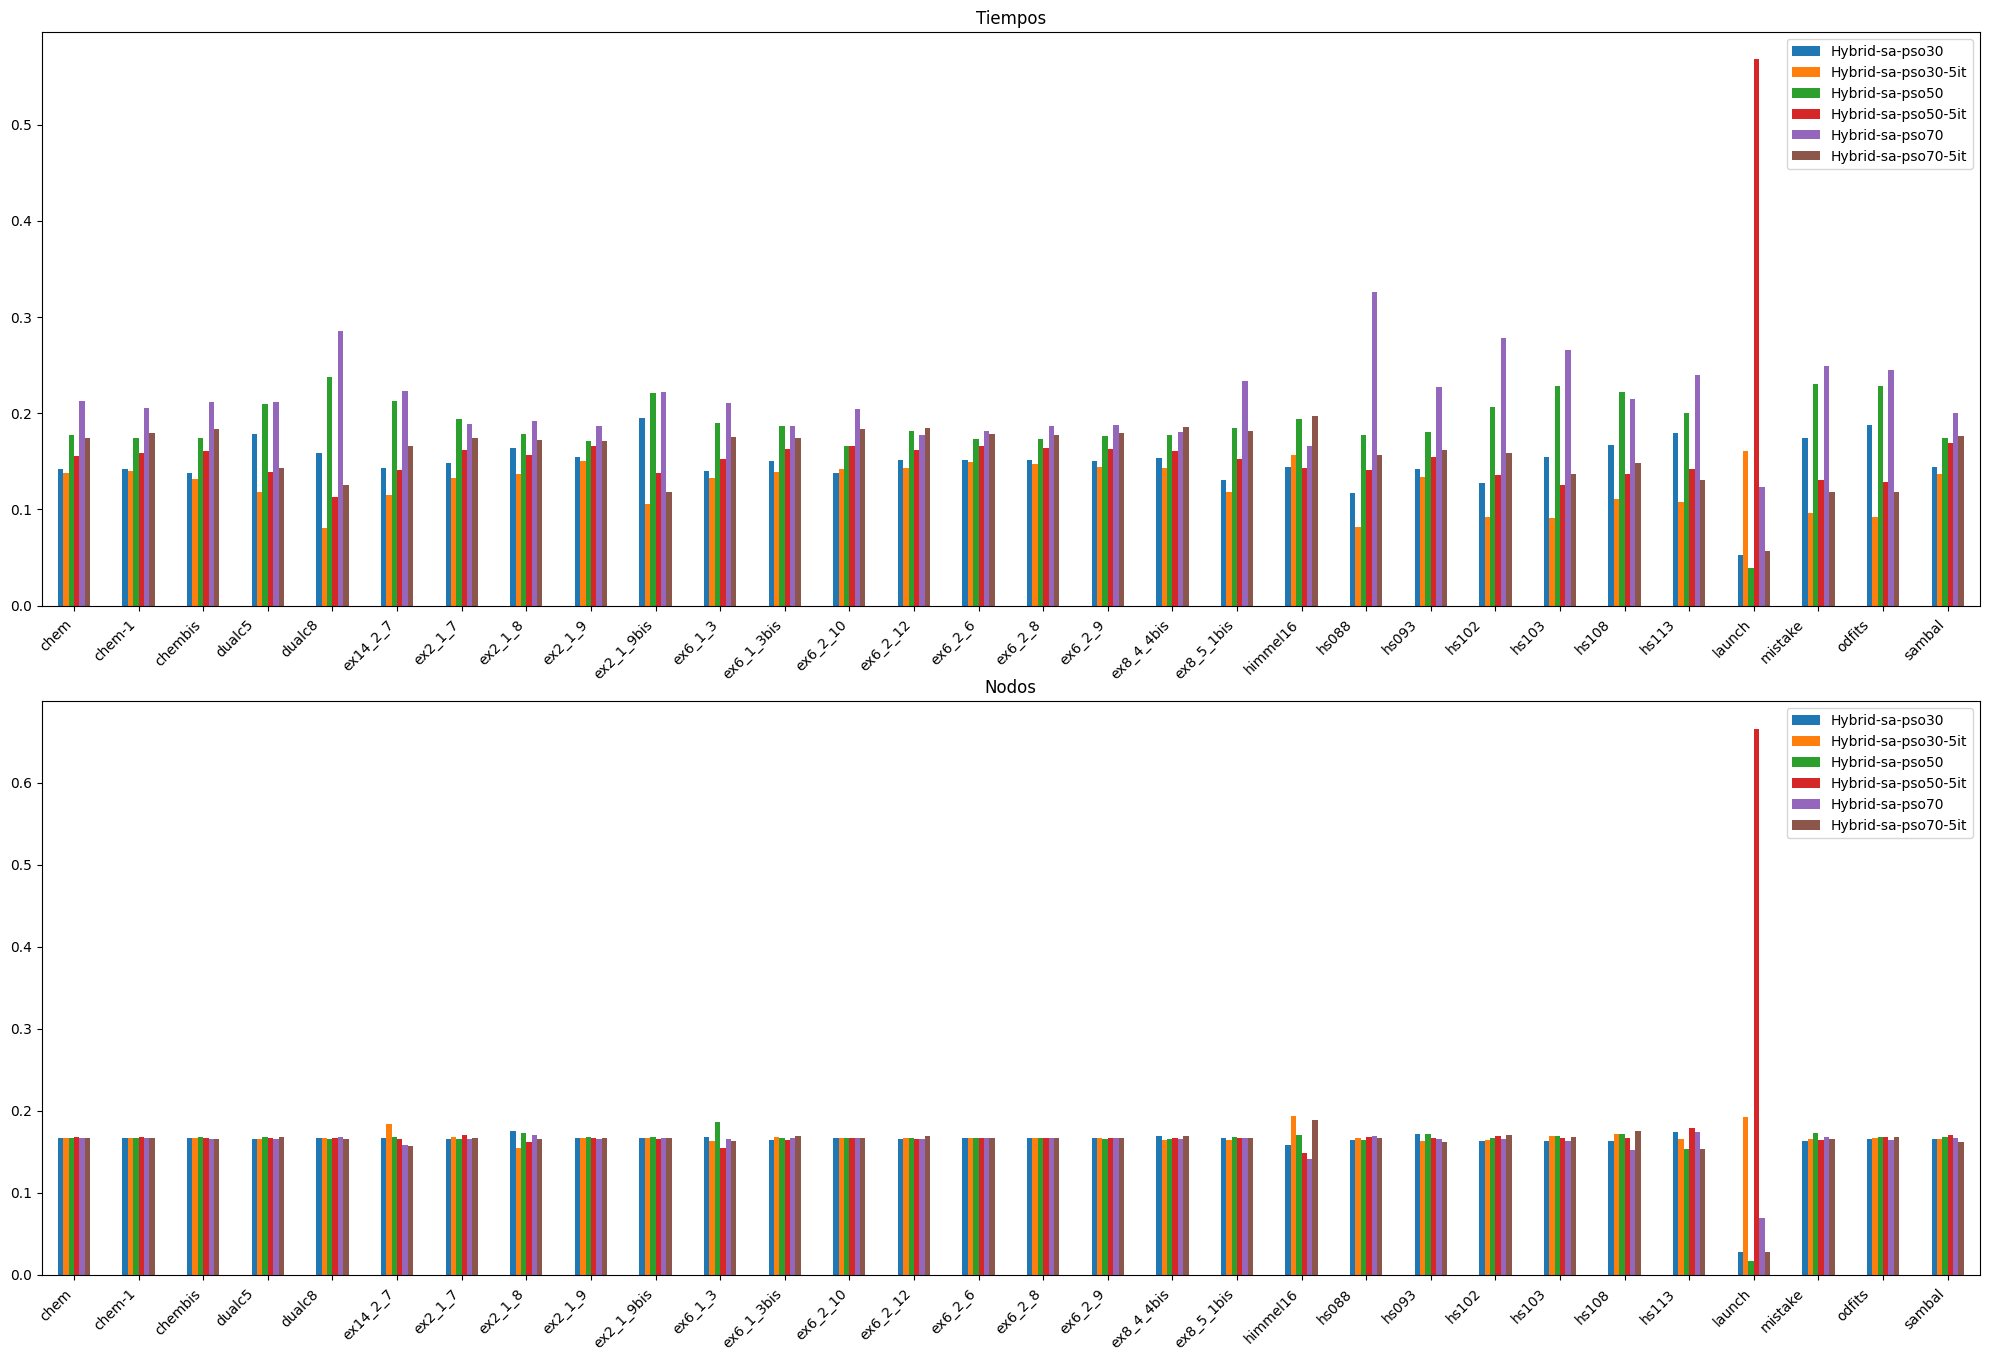 Tiempos
Hybrid-sa-pso30
Hybrid-sa-pso30-5it
Hybrid-sa-pso50
Hybrid-sa-pso50-5it
Hybrid-sa-pso70
Hybrid-sa-pso70-5it
0.5
0.4
0.3
0.2
0.1
0.0
chem
chem-1
chembis
dualc5
dualc8
ex14_2_7
ex2_1_7
ex2_1_8
ex2_1_9
ex2_1_9bis
ex6_1_3
ex6_1_3bis
ex6_2_10
ex6_2_12
ex6_2_6
ex6_2_8
ex6_2_9
ex8_4_4bis
ex8_5_1bis
himmel16
hs088
hs093
hs102
hs103
hs108
hs113
launch
mistake
odfits
sambal
Nodos
Hybrid-sa-pso30
Hybrid-sa-pso30-5it
Hybrid-sa-pso50
Hybrid-sa-pso50-5it
Hybrid-sa-pso70
Hybrid-sa-pso70-5it
0.6
0.5
0.4
0.3
0.2
0.1
0.0
chem
chem-1
chembis
dualc5
dualc8
ex14_2_7
ex2_1_7
ex2_1_8
ex2_1_9
ex2_1_9bis
ex6_1_3
ex6_1_3bis
ex6_2_10
ex6_2_12
ex6_2_6
ex6_2_8
ex6_2_9
ex8_4_4bis
ex8_5_1bis
himmel16
hs088
hs093
hs102
hs103
hs108
hs113
launch
mistake
odfits
sambal